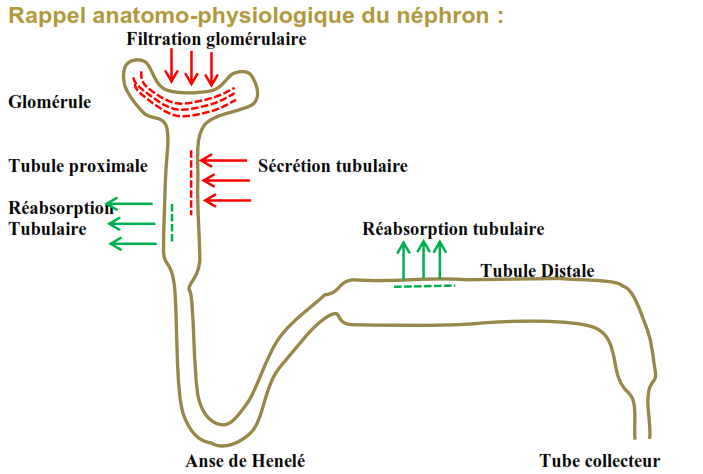 Rappel anatomo-physiologique du néphron :
Filtration glomérulaire
Glomérule
Tubule proximale
Sécrétion tubulaire
Réabsorption
Tubulaire
Réabsorption tubulaire
Tubule Distale
Anse de Henelé
Tube collecteur